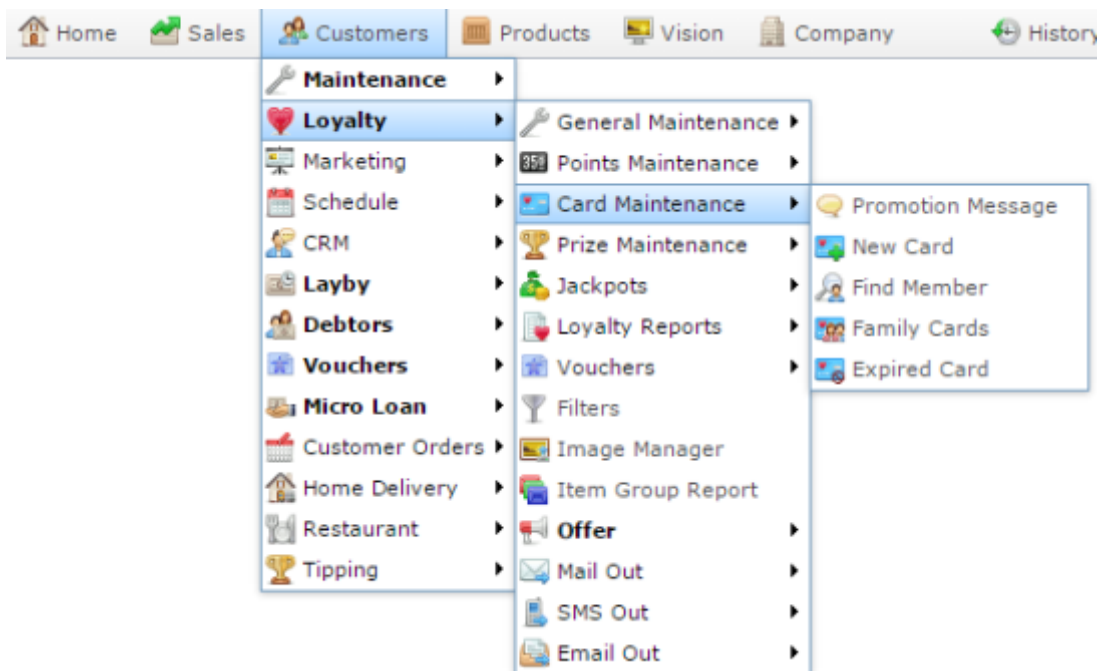 Home Sales Customers Products Vision Company History
Maintenance
Loyalty
Marketing
Schedule
CRM
Layby
Debtors
Vouchers
Micro Loan
Customer Orders
Home Delivery
Restaurant
Tipping
General Maintenance
Points Maintenance
Card Maintenance
Prize Maintenance
Jackpots
Loyalty Reports
Vouchers
Filters
Image Manager
Item Group Report
Offer
Mail Out
SMS Out
Email Out
Promotion Message
New Card
Find Member
Family Cards
Expired Card